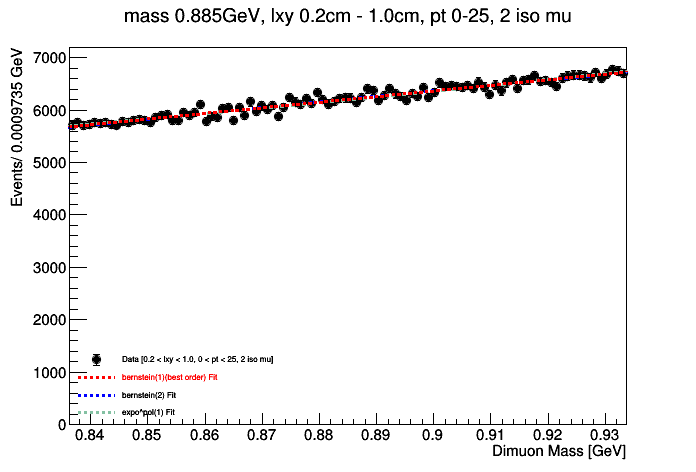 mass 0.885GeV, lxy 0.2cm - 1.0cm, pt 0-25, 2 iso mu
Events/ 0.0009735 GeV
7000
6000
5000
4000
3000
2000
1000
0
Data [0.2 < lxy < 1.0, 0 < pt < 25, 2 iso mu]
bernstein(1)(best order) Fit
bernstein(2) Fit
expo*pol(1) Fit
0.84 0.85 0.86 0.87 0.88 0.89 0.9 0.91 0.92 0.93
Dimuon Mass [GeV]